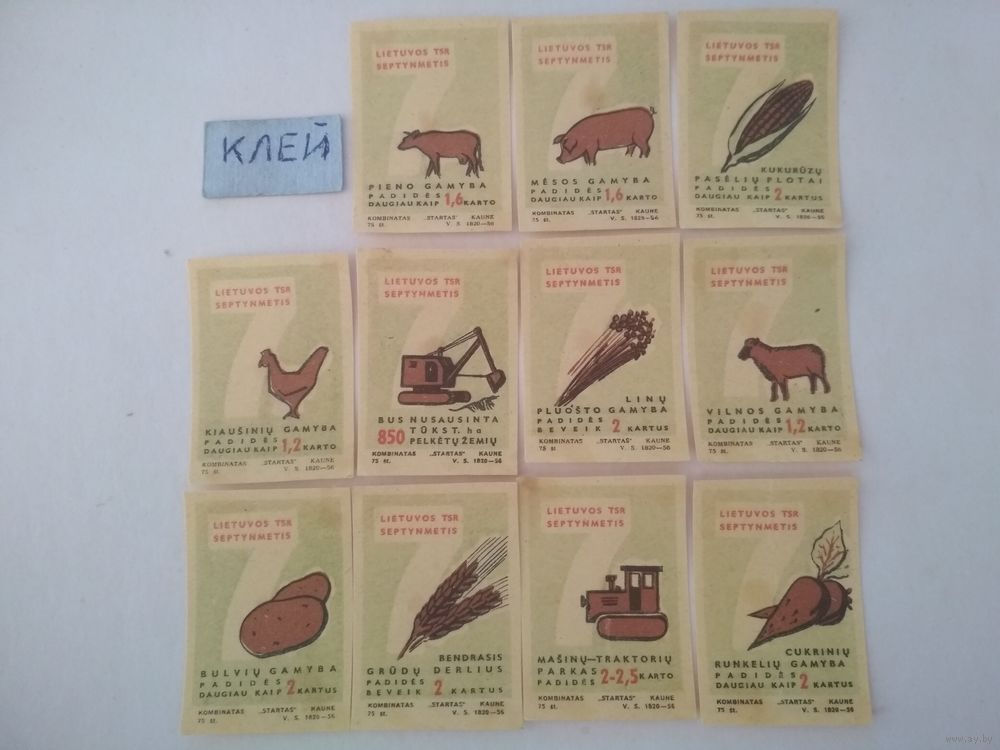 КЛЕЙ
LIETUVOS TSR
SEPTYNMETIS
PIENO GAMYBA
PADIDĖS
DAUGIAU KAIP 1,6 KARTO
KOMBINATAS „STARTAS" KAUNE
75 št. V. S. 1820—56
LIETUVOS TSR
SEPTYNMETIS
MĖSOS GAMYBA
PADIDĖS
DAUGIAU KAIP 1,6 KARTO
KOMBINATAS „STARTAS" KAUNE
75 št. V. S. 1820—56
LIETUVOS TSR
SEPTYNMETIS
KUKURŪZŲ
PASĖLIŲ PLOTAI
PADIDĖS
DAUGIAU KAIP 2 KARTUS
KOMBINATAS „STARTAS" KAUNE
75 št. V. S. 1820—56
LIETUVOS TSR
SEPTYNMETIS
KIAUŠINIŲ GAMYBA
PADIDĖS
DAUGIAU KAIP 1,2 KARTO
KOMBINATAS „STARTAS" KAUNE
75 št. V. S. 1820—56
LIETUVOS TSR
SEPTYNMETIS
BUS NUSAUSINTA
850 TŪKST. ha
PELKĖTŲ ŽEMIŲ
KOMBINATAS „STARTAS" KAUNE
75 št. V. S. 1820—56
LIETUVOS TSR
SEPTYNMETIS
LINŲ
PLUOŠTO GAMYBA
PADIDĖS
BEVEIK 2 KARTUS
KOMBINATAS „STARTAS" KAUNE
75 št. V. S. 1820—56
LIETUVOS TSR
SEPTYNMETIS
VILNOS GAMYBA
PADIDĖS
DAUGIAU KAIP 1,2 KARTO
KOMBINATAS „STARTAS" KAUNE
75 št. V. S. 1820—56
LIETUVOS TSR
SEPTYNMETIS
BULVIŲ GAMYBA
PADIDĖS
DAUGIAU KAIP 2 KARTUS
KOMBINATAS „STARTAS" KAUNE
75 št. V. S. 1820—56
LIETUVOS TSR
SEPTYNMETIS
BENDRASIS
GRŪDŲ DERLIUS
PADIDĖS
BEVEIK 2 KARTUS
KOMBINATAS „STARTAS" KAUNE
75 št. V. S. 1820—56
LIETUVOS TSR
SEPTYNMETIS
MAŠINŲ—TRAKTORIŲ
PARKAS
PADIDĖS 2-2,5 KARTO
KOMBINATAS „STARTAS" KAUNE
75 št. V. S. 1820—56
LIETUVOS TSR
SEPTYNMETIS
CUKRINIŲ
RUNKELIŲ GAMYBA
PADIDĖS
DAUGIAU KAIP 2 KARTUS
KOMBINATAS „STARTAS" KAUNE
75 št. V. S. 1820—56
www.ay.by